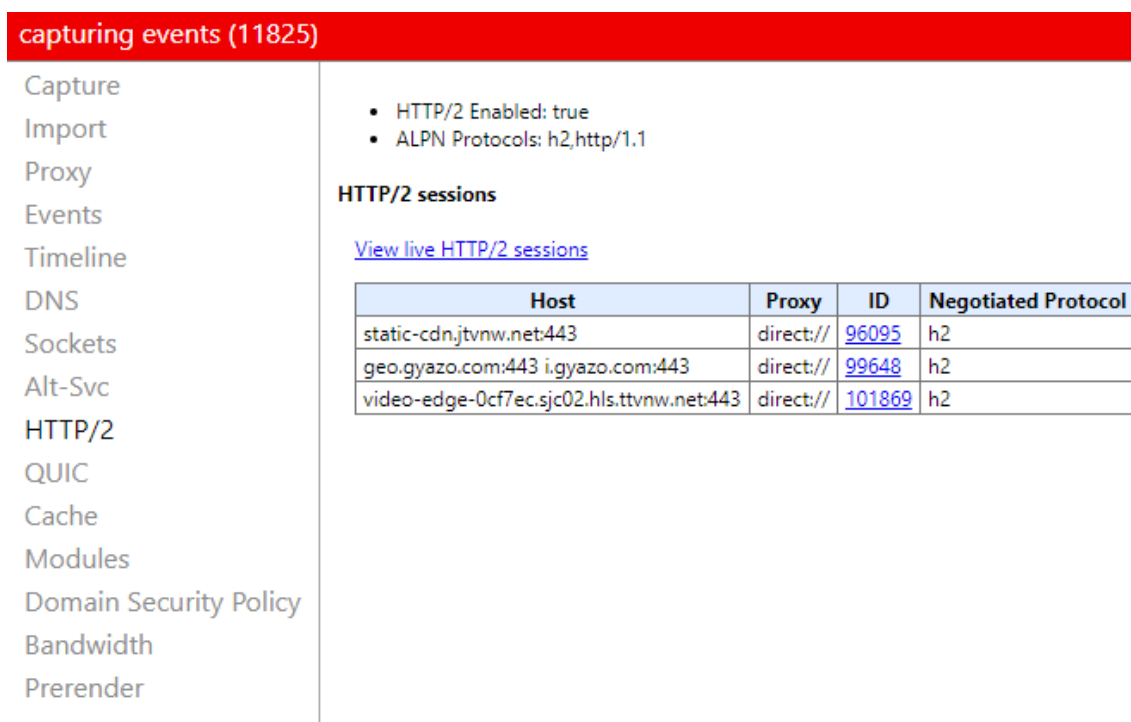 capturing events (11825)
Capture
Import
Proxy
Events
Timeline
DNS
Sockets
Alt-Svc
HTTP/2
QUIC
Cache
Modules
Domain Security Policy
Bandwidth
Prerender
HTTP/2 Enabled: true
ALPN Protocols: h2,http/1.1
HTTP/2 sessions
View live HTTP/2 sessions
Host Proxy ID Negotiated Protocol
static-cdn.jtvnw.net:443 direct:// 96095 h2
geo.gyazo.com:443 i.gyazo.com:443 direct:// 99648 h2
video-edge-0cf7ec.sjc02.hls.ttvnw.net:443 direct:// 101869 h2